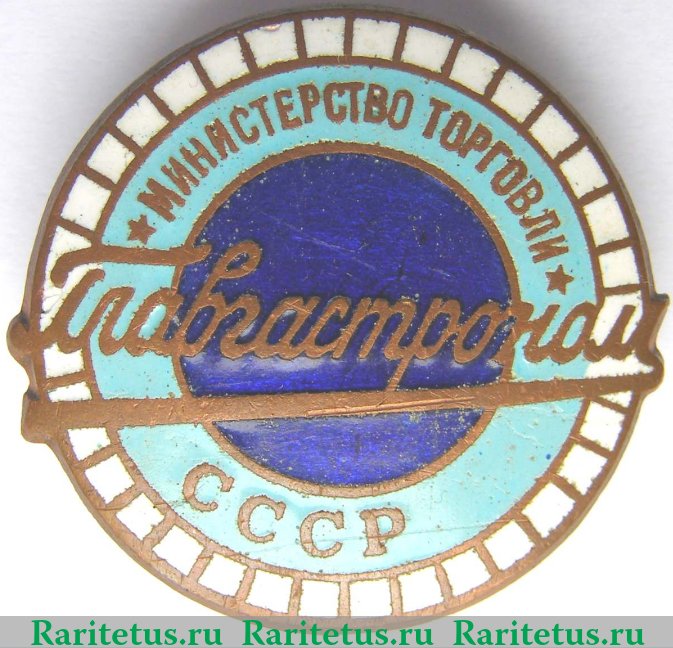 ★ МИНИСТЕРСТВО ТОРГОВЛИ ★
Главгастроном
СССР
Raritetus.ru Raritetus.ru Raritetus.ru